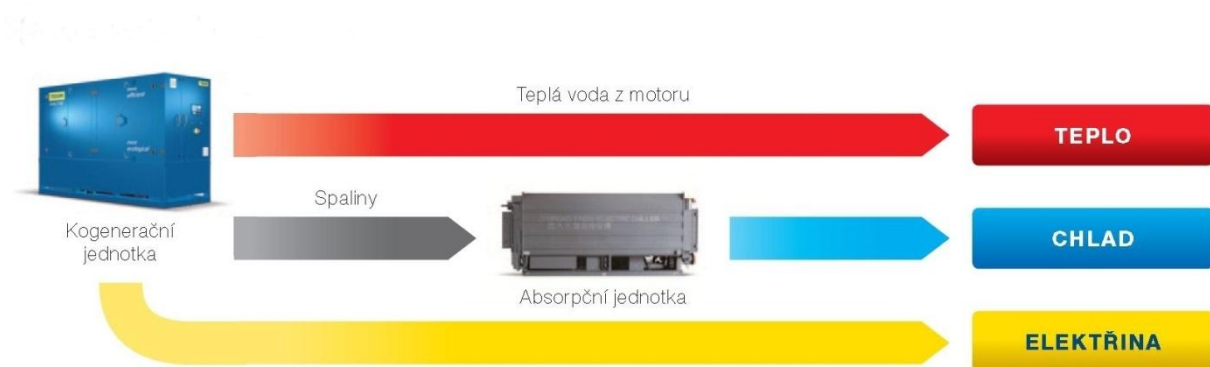 Teplá voda z motoru
TEPLO
Spaliny
Kogenerační
jednotka
CHLAD
Absorpční jednotka
ELEKTŘINA